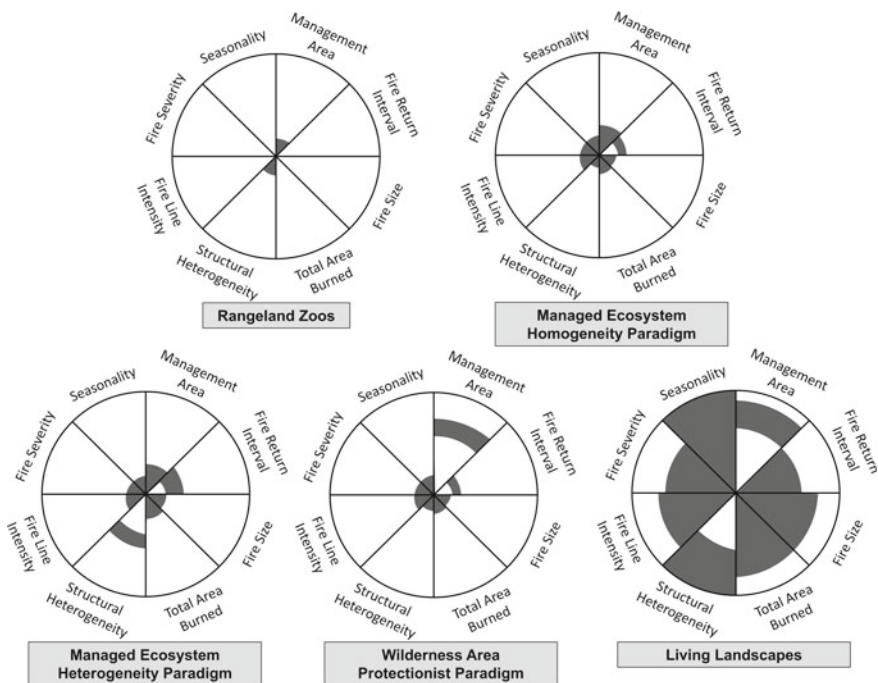 Seasonality
Management
Area
Fire Return
Interval
Fire Size
Total Area
Burned
Structural
Heterogeneity
Fire Line
Intensity
Fire Severity
Rangeland Zoos
Seasonality
Management
Area
Fire Return
Interval
Fire Size
Total Area
Burned
Structural
Heterogeneity
Fire Line
Intensity
Fire Severity
Managed Ecosystem
Homogeneity Paradigm
Seasonality
Management
Area
Fire Return
Interval
Fire Size
Total Area
Burned
Structural
Heterogeneity
Fire Line
Intensity
Fire Severity
Managed Ecosystem
Heterogeneity Paradigm
Seasonality
Management
Area
Fire Return
Interval
Fire Size
Total Area
Burned
Structural
Heterogeneity
Fire Line
Intensity
Fire Severity
Wilderness Area
Protectionist Paradigm
Seasonality
Management
Area
Fire Return
Interval
Fire Size
Total Area
Burned
Structural
Heterogeneity
Fire Line
Intensity
Fire Severity
Living Landscapes